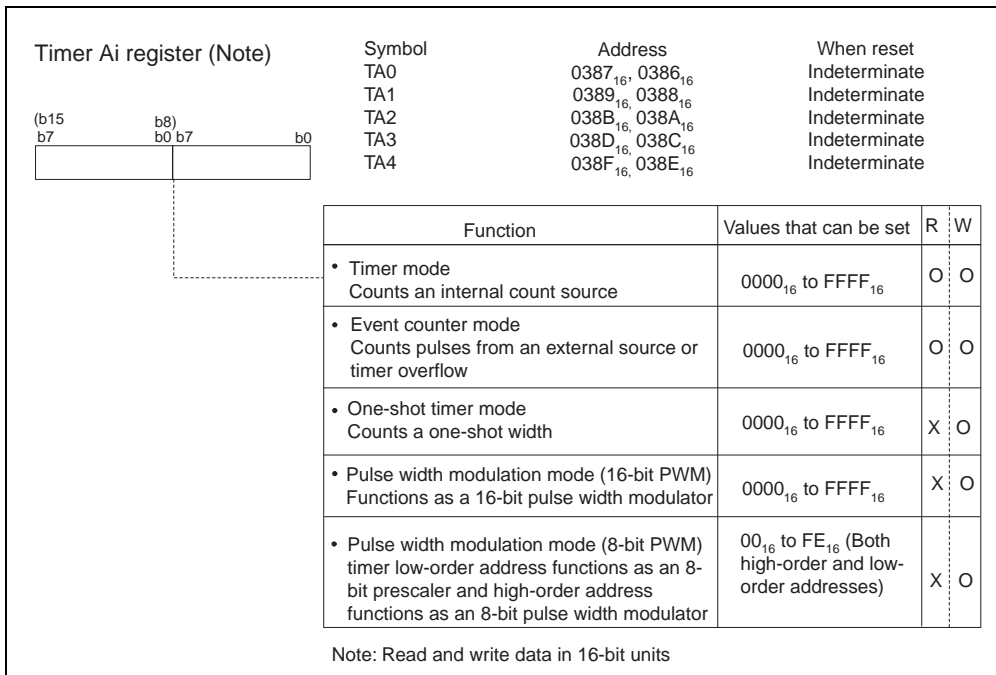 Timer Ai register (Note)
Symbol Address When reset
TA0 0387₁₆, 0386₁₆ Indeterminate
TA1 0389₁₆, 0388₁₆ Indeterminate
TA2 038B₁₆, 038A₁₆ Indeterminate
TA3 038D₁₆, 038C₁₆ Indeterminate
TA4 038F₁₆, 038E₁₆ Indeterminate
(b15 b8)
b7 b0 b7 b0
Function Values that can be set R W
• Timer mode
Counts an internal count source 0000₁₆ to FFFF₁₆ O O
• Event counter mode
Counts pulses from an external source or
timer overflow 0000₁₆ to FFFF₁₆ O O
• One-shot timer mode
Counts a one-shot width 0000₁₆ to FFFF₁₆ X O
• Pulse width modulation mode (16-bit PWM)
Functions as a 16-bit pulse width modulator 0000₁₆ to FFFF₁₆ X O
• Pulse width modulation mode (8-bit PWM)
timer low-order address functions as an 8-
bit prescaler and high-order address
functions as an 8-bit pulse width modulator
00₁₆ to FE₁₆ (Both
high-order and low-
order addresses) X O
Note: Read and write data in 16-bit units